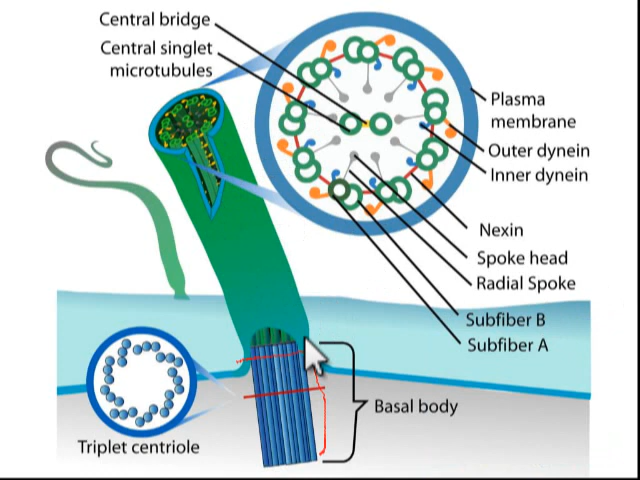 Central bridge
Central singlet
microtubules
Plasma
membrane
Outer dynein
Inner dynein
Nexin
Spoke head
Radial Spoke
Subfiber B
Subfiber A
Basal body
Triplet centriole